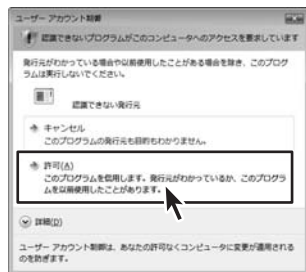 ユーザー アカウント制御
認識できないプログラムがこのコンピュータへのアクセスを要求しています
発行元がわかっている場合や以前使用したことがある場合を除き、このプログ
ラムは実行しないでください。
認識できない発行元
キャンセル
このプログラムの発行元も目的もわかりません。
許可(A)
このプログラムを信用します。発行元がわかっているか、このプログラ
ムを以前使用したことがあります。
詳細(D)
ユーザー アカウント制御は、あなたの許可なくコンピュータに変更が適用される
のを防ぎます。